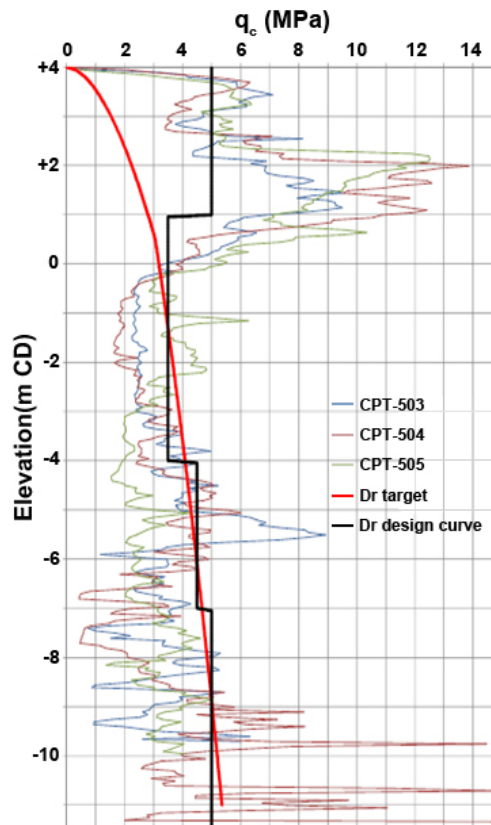 q_c (MPa)
0 2 4 6 8 10 12 14
+4
+2
0
-2
-4
-6
-8
-10
Elevation(m CD)
CPT-503
CPT-504
CPT-505
Dr target
Dr design curve